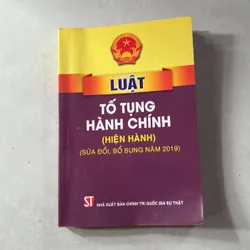 LUẬT
TỐ TỤNG
HÀNH CHÍNH
(HIỆN HÀNH)
(SỬA ĐỔI, BỔ SUNG NĂM 2019)
ST NHÀ XUẤT BẢN CHÍNH TRỊ QUỐC GIA SỰ THẬT